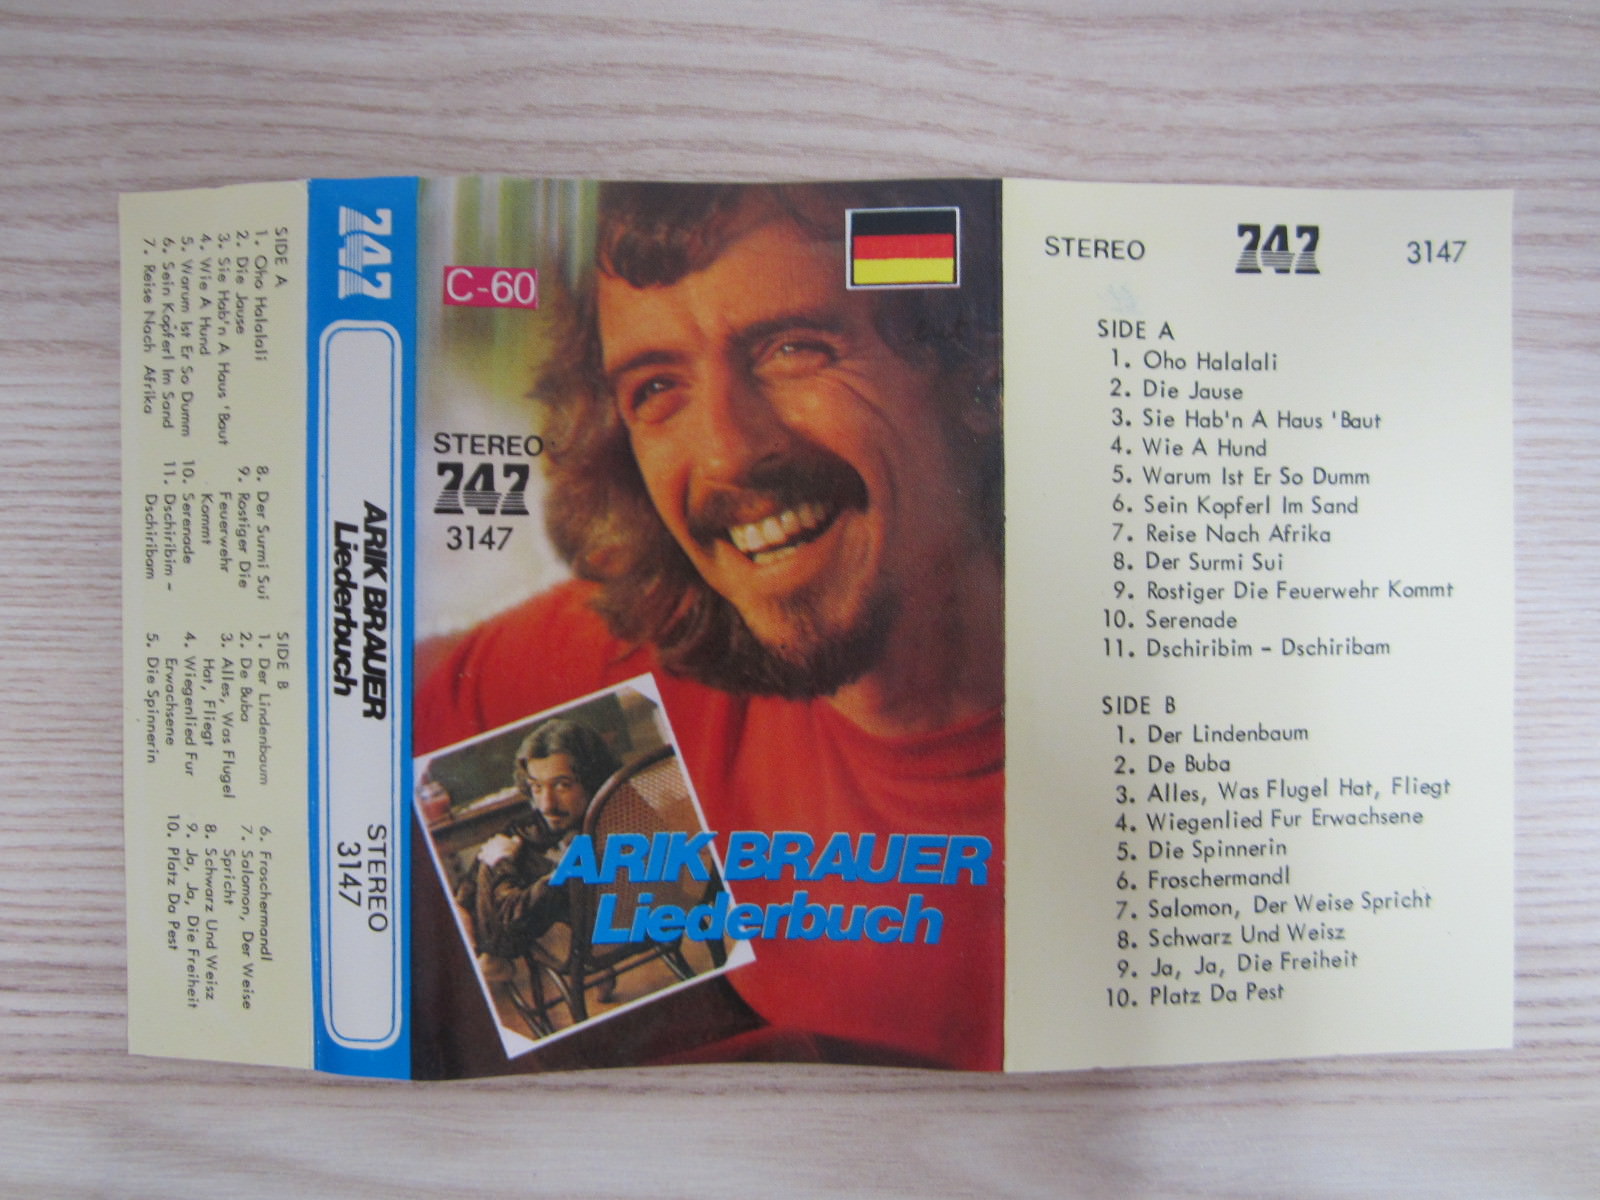 SIDE A
1. Oho Halalali
2. Die Jause
3. Sie Hab'n A Haus 'Baut
4. Wie A Hund
5. Warum Ist Er So Dumm
6. Sein Kopferl Im Sand
7. Reise Nach Afrika
8. Der Surmi Sui
9. Rostiger Die
Feuerwehr
Kommt
10. Serenade
11. Dschiribim -
Dschiribam
SIDE B
1. Der Lindenbaum
2. De Buba
3. Alles, Was Flugel
Hat, Fliegt
4. Wiegenlied Fur
Erwachsene
5. Die Spinnerin
6. Froschermandl
7. Salomon, Der Weise
Spricht
8. Schwarz Und Weisz
9. Ja, Ja, Die Freiheit
10. Platz Da Pest
747
ARIK BRAUER
Liederbuch
STEREO
3147
C-60
STEREO
747
3147
ARIK BRAUER
Liederbuch
STEREO 747 3147
SIDE A
1. Oho Halalali
2. Die Jause
3. Sie Hab'n A Haus 'Baut
4. Wie A Hund
5. Warum Ist Er So Dumm
6. Sein Kopferl Im Sand
7. Reise Nach Afrika
8. Der Surmi Sui
9. Rostiger Die Feuerwehr Kommt
10. Serenade
11. Dschiribim - Dschiribam
SIDE B
1. Der Lindenbaum
2. De Buba
3. Alles, Was Flugel Hat, Fliegt
4. Wiegenlied Fur Erwachsene
5. Die Spinnerin
6. Froschermandl
7. Salomon, Der Weise Spricht
8. Schwarz Und Weisz
9. Ja, Ja, Die Freiheit
10. Platz Da Pest